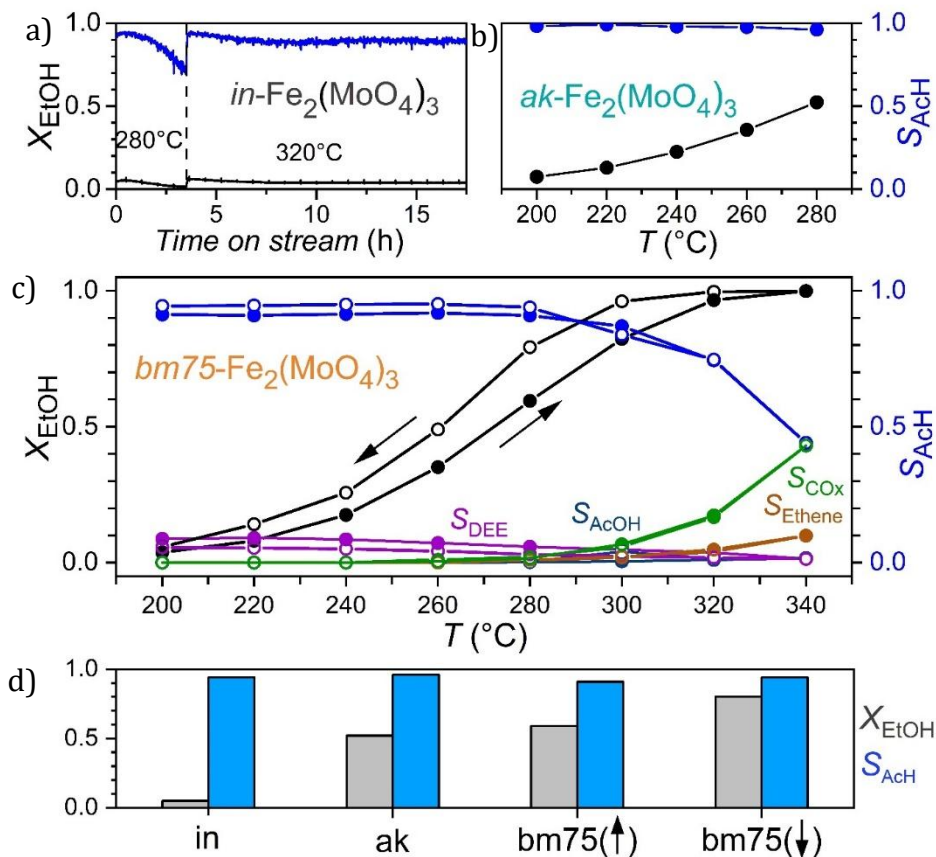 a)
1.0
0.5
0.0
X_EtOH
in-Fe₂(MoO₄)₃
280°C
320°C
0 5 10 15
Time on stream (h)
b)
ak-Fe₂(MoO₄)₃
1.0
0.5
0.0
S_AcH
200 220 240 260 280
T (°C)
c)
1.0
0.5
0.0
X_EtOH
bm75-Fe₂(MoO₄)₃
S_DEE
S_AcOH
S_COx
S_Ethene
1.0
0.5
0.0
S_AcH
200 220 240 260 280 300 320 340
T (°C)
d)
1.0
0.5
0.0
X_EtOH
S_AcH
in ak bm75(↑) bm75(↓)